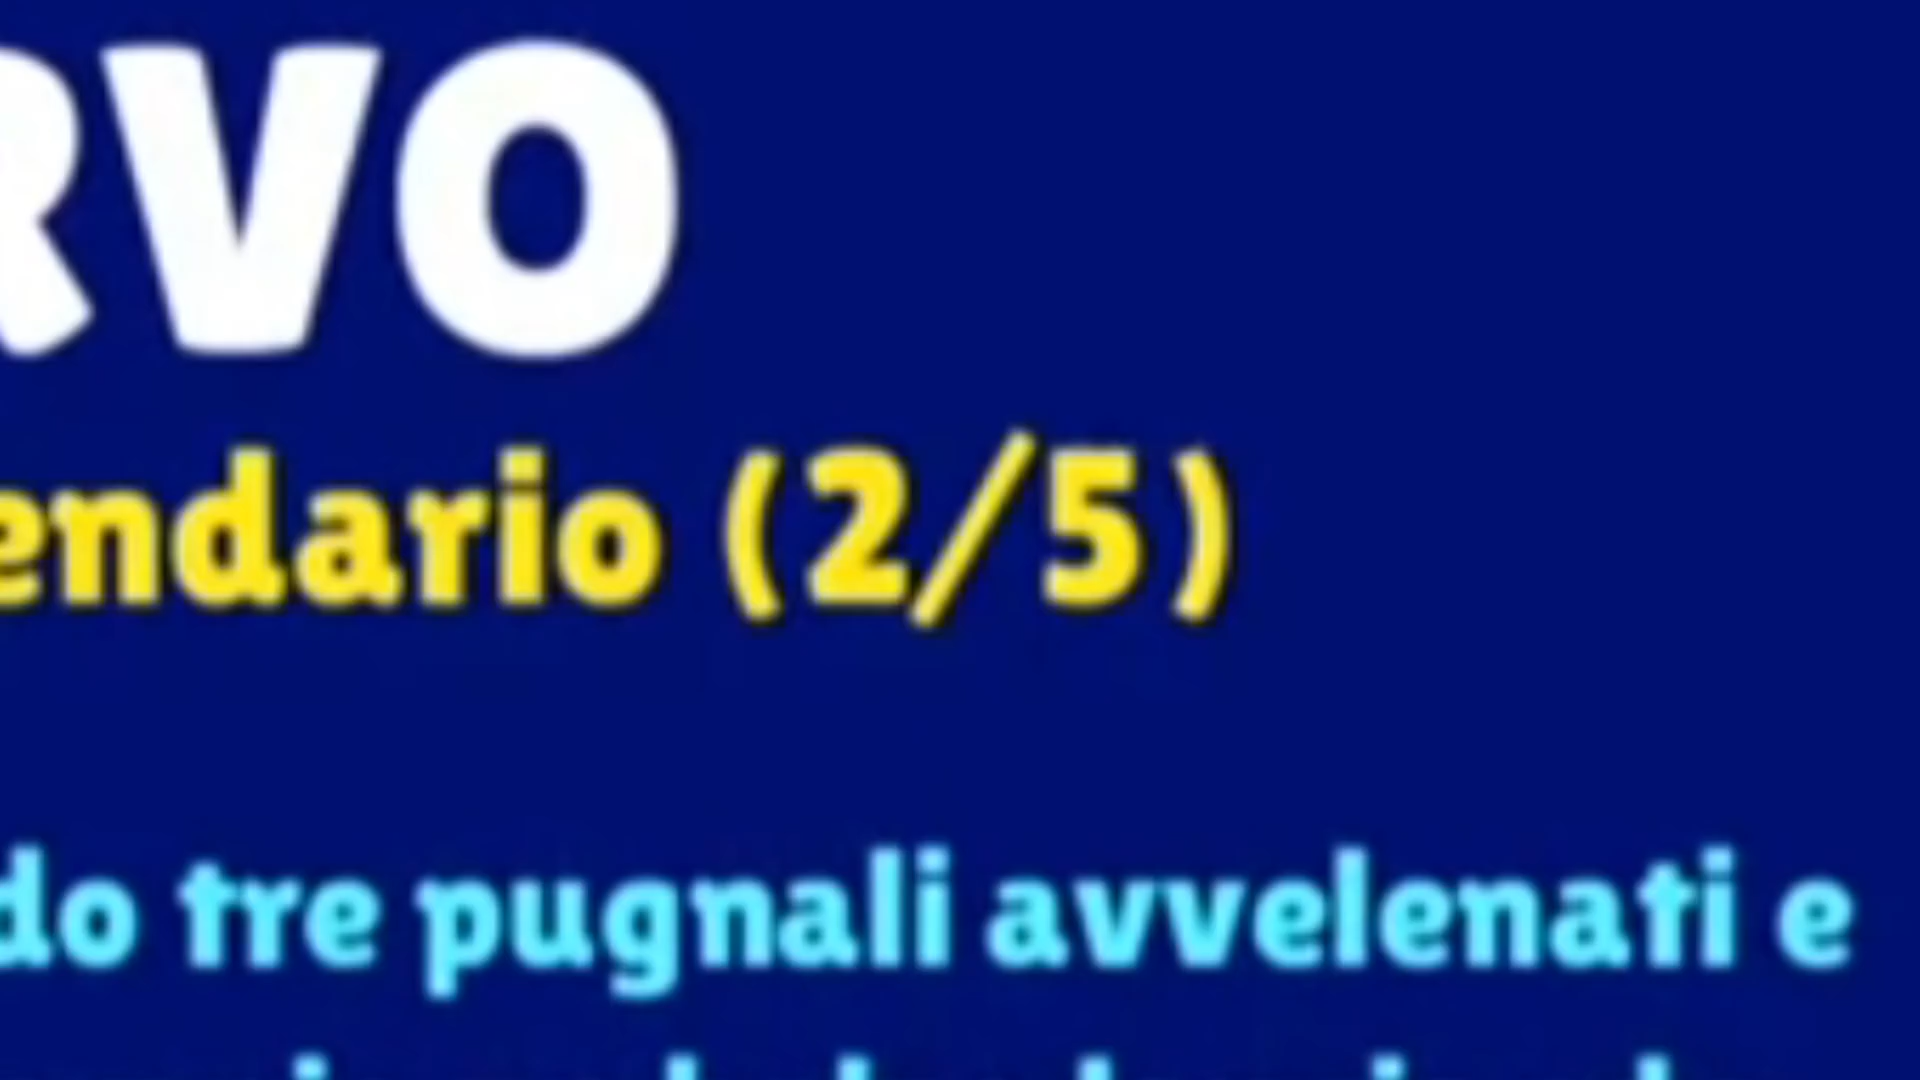 RVO
endario (2/5)
do tre pugnali avvelenati e